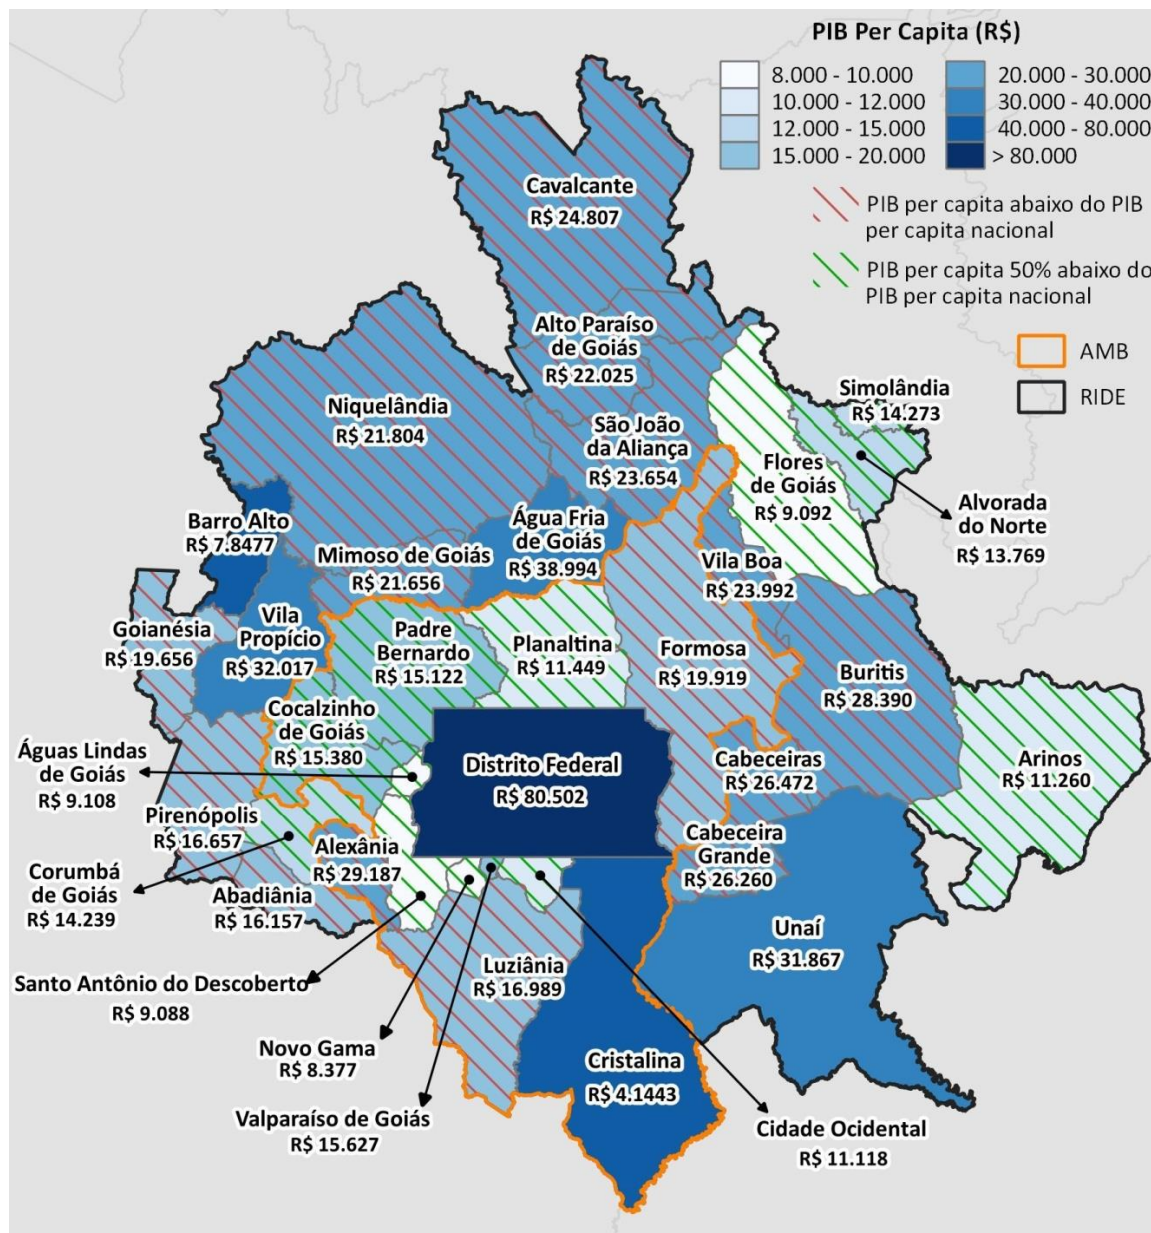 PIB Per Capita (R$)
8.000 - 10.000
10.000 - 12.000
12.000 - 15.000
15.000 - 20.000
20.000 - 30.000
30.000 - 40.000
40.000 - 80.000
> 80.000
PIB per capita abaixo do PIB
per capita nacional
PIB per capita 50% abaixo do
PIB per capita nacional
AMB
RIDE
Cavalcante
R$ 24.807
Alto Paraíso
de Goiás
R$ 22.025
Niquelândia
R$ 21.804
São João
da Aliança
R$ 23.654
Simolândia
R$ 14.273
Flores
de Goiás
R$ 9.092
Alvorada
do Norte
R$ 13.769
Barro Alto
R$ 7.8477
Água Fria
de Goiás
R$ 38.994
Mimoso de Goiás
R$ 21.656
Vila Boa
R$ 23.992
Goianésia
R$ 19.656
Vila
Propício
R$ 32.017
Padre
Bernardo
R$ 15.122
Planaltina
R$ 11.449
Formosa
R$ 19.919
Buritis
R$ 28.390
Cocalzinho
de Goiás
R$ 15.380
Águas Lindas
de Goiás
R$ 9.108
Distrito Federal
R$ 80.502
Cabeceiras
R$ 26.472
Arinos
R$ 11.260
Pirenópolis
R$ 16.657
Alexânia
R$ 29.187
Cabeceira
Grande
R$ 26.260
Corumbá
de Goiás
R$ 14.239
Abadiânia
R$ 16.157
Unaí
R$ 31.867
Luziânia
R$ 16.989
Santo Antônio do Descoberto
R$ 9.088
Novo Gama
R$ 8.377
Cristalina
R$ 4.1443
Valparaíso de Goiás
R$ 15.627
Cidade Ocidental
R$ 11.118